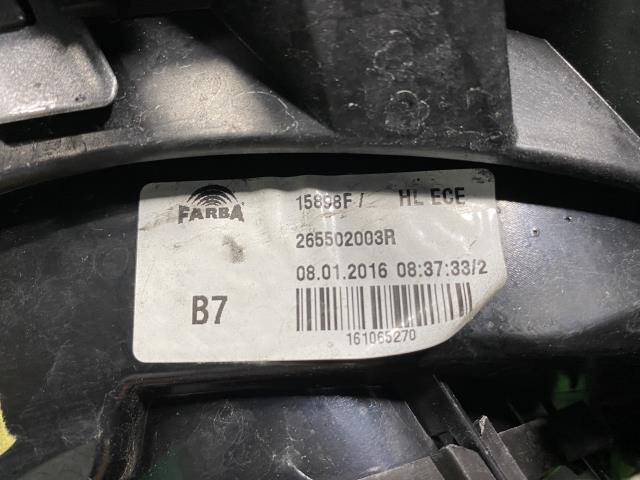 FARBA
15898F / HL ECE
265502003R
08.01.2016 08:37:33/2
B7
161065270